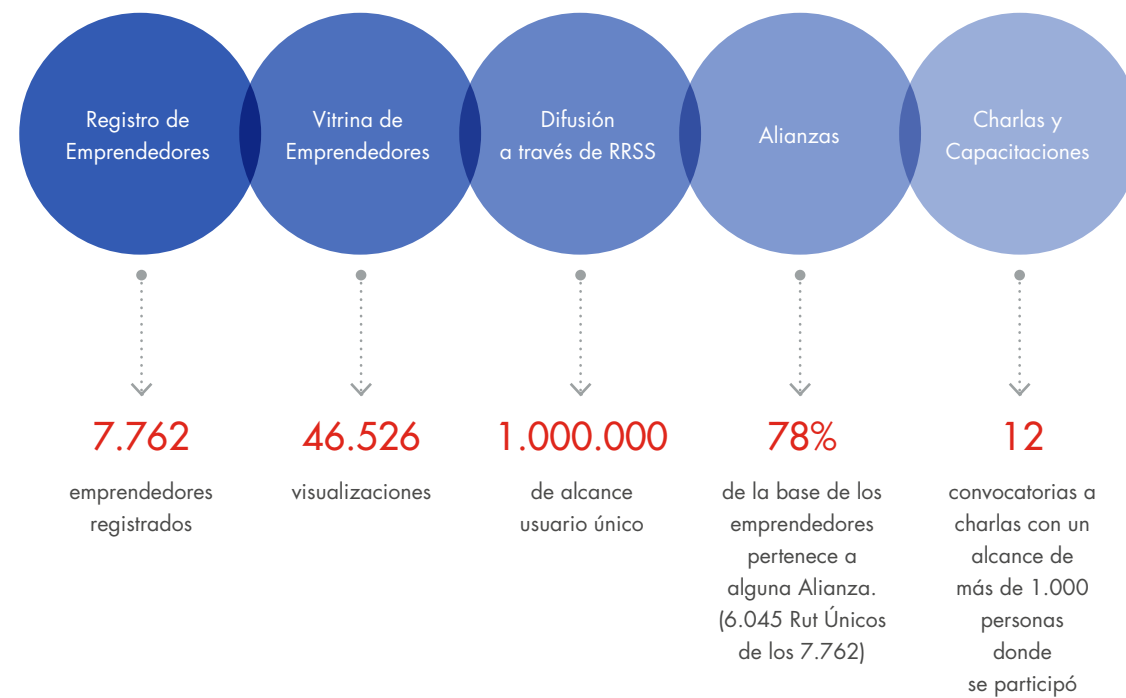 Registro de
Emprendedores
Vitrina de
Emprendedores
Difusión
a través de RRSS
Alianzas
Charlas y
Capacitaciones
7.762
emprendedores
registrados
46.526
visualizaciones
1.000.000
de alcance
usuario único
78%
de la base de los
emprendedores
pertenece a
alguna Alianza.
(6.045 Rut Únicos
de los 7.762)
12
convocatorias a
charlas con un
alcance de
más de 1.000
personas
donde
se participó